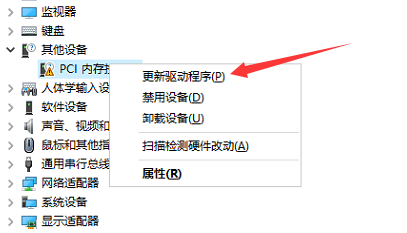 监视器
键盘
其他设备
PCI 内存
更新驱动程序(P)
禁用设备(D)
卸载设备(U)
扫描检测硬件改动(A)
属性(R)
人体学输入设
软件设备
声音、视频和
鼠标和其他指
通用串行总线
网络适配器
系统设备
显示适配器